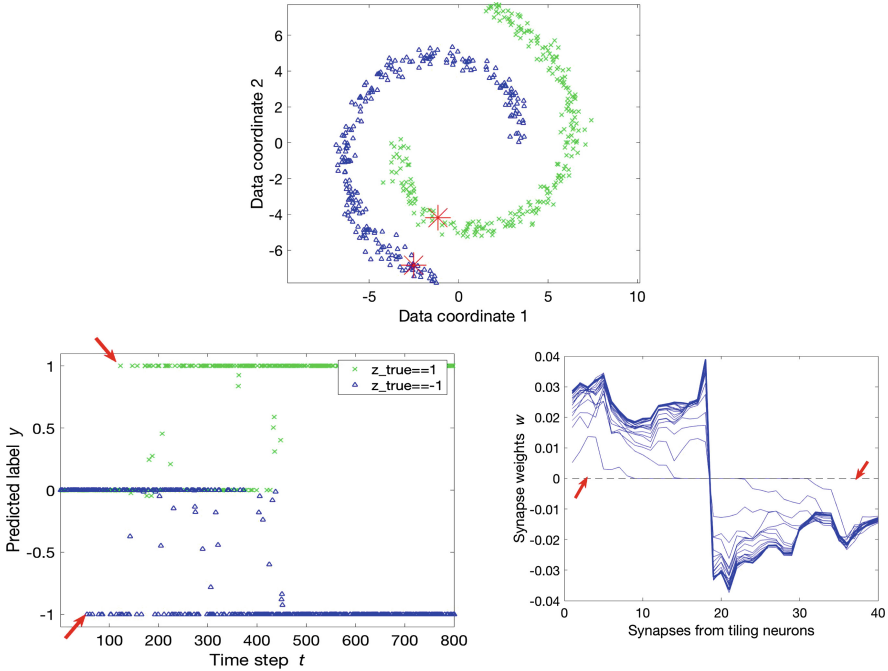 6
4
2
0
-2
-4
-6
Data coordinate 2
-5 0 5 10
Data coordinate 1
1
0.5
0
-0.5
-1
Predicted label y
z_true==1
z_true==-1
100 200 300 400 500 600 700 800
Time step t
0.04
0.03
0.02
0.01
0
-0.01
-0.02
-0.03
-0.04
Synapse weights w
0 10 20 30 40
Synapses from tiling neurons